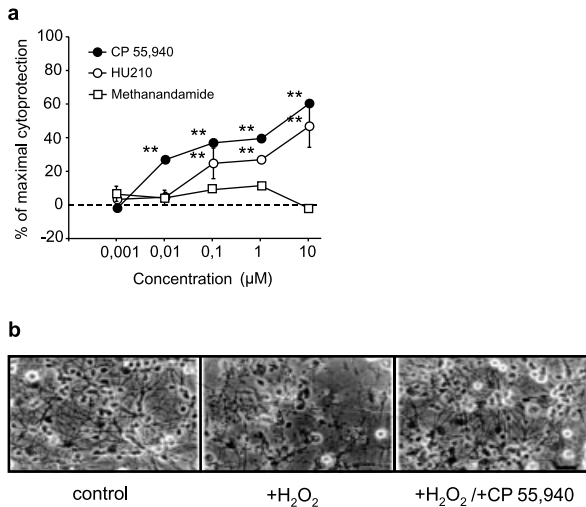 a
100
80
60
40
20
0
-20
% of maximal cytoprotection
CP 55,940
HU210
Methanandamide
**
**
**
**
**
**
**
0,001 0,01 0,1 1 10
Concentration (µM)
b
control
+H₂O₂
+H₂O₂ /+CP 55,940